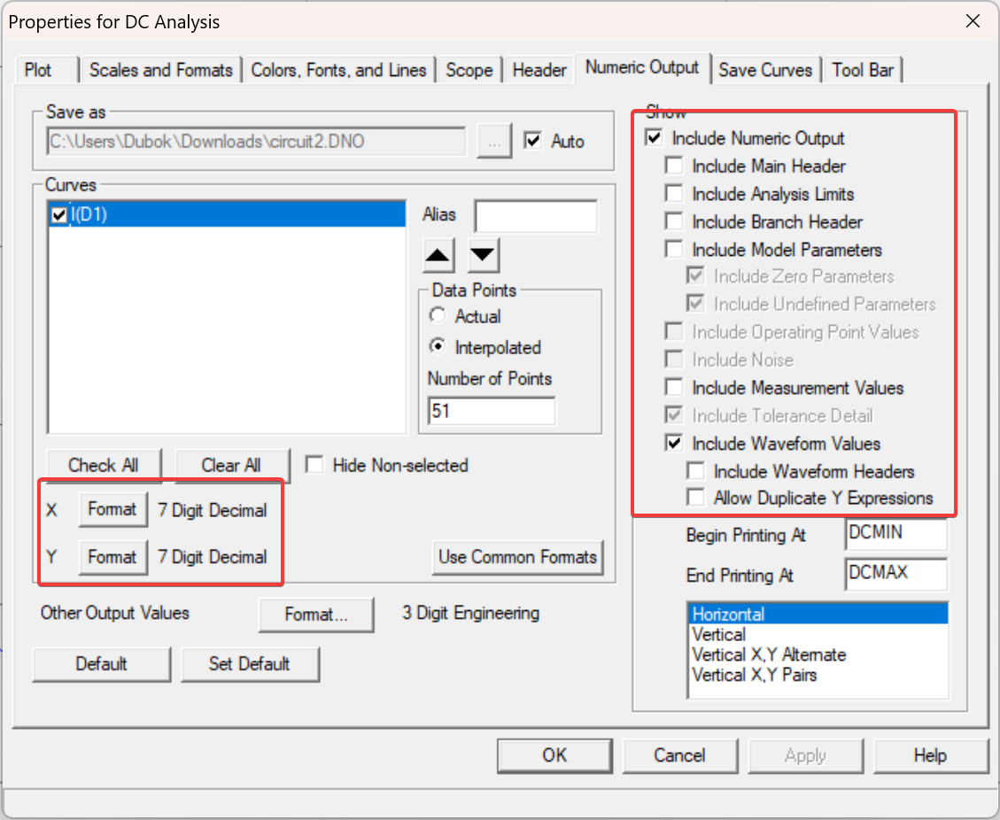 Properties for DC Analysis
Plot Scales and Formats Colors, Fonts, and Lines Scope Header Numeric Output Save Curves Tool Bar
Save as
C:\Users\Dubok\Downloads\circuit2.DNO ... Auto
Curves
I(D1)
Alias
Data Points
Actual
Interpolated
Number of Points
51
Check All Clear All Hide Non-selected
X Format 7 Digit Decimal
Y Format 7 Digit Decimal
Use Common Formats
Other Output Values Format... 3 Digit Engineering
Default Set Default
Show
Include Numeric Output
Include Main Header
Include Analysis Limits
Include Branch Header
Include Model Parameters
Include Zero Parameters
Include Undefined Parameters
Include Operating Point Values
Include Noise
Include Measurement Values
Include Tolerance Detail
Include Waveform Values
Include Waveform Headers
Allow Duplicate Y Expressions
Begin Printing At DCMIN
End Printing At DCMAX
Horizontal
Vertical
Vertical X,Y Alternate
Vertical X,Y Pairs
OK Cancel Apply Help